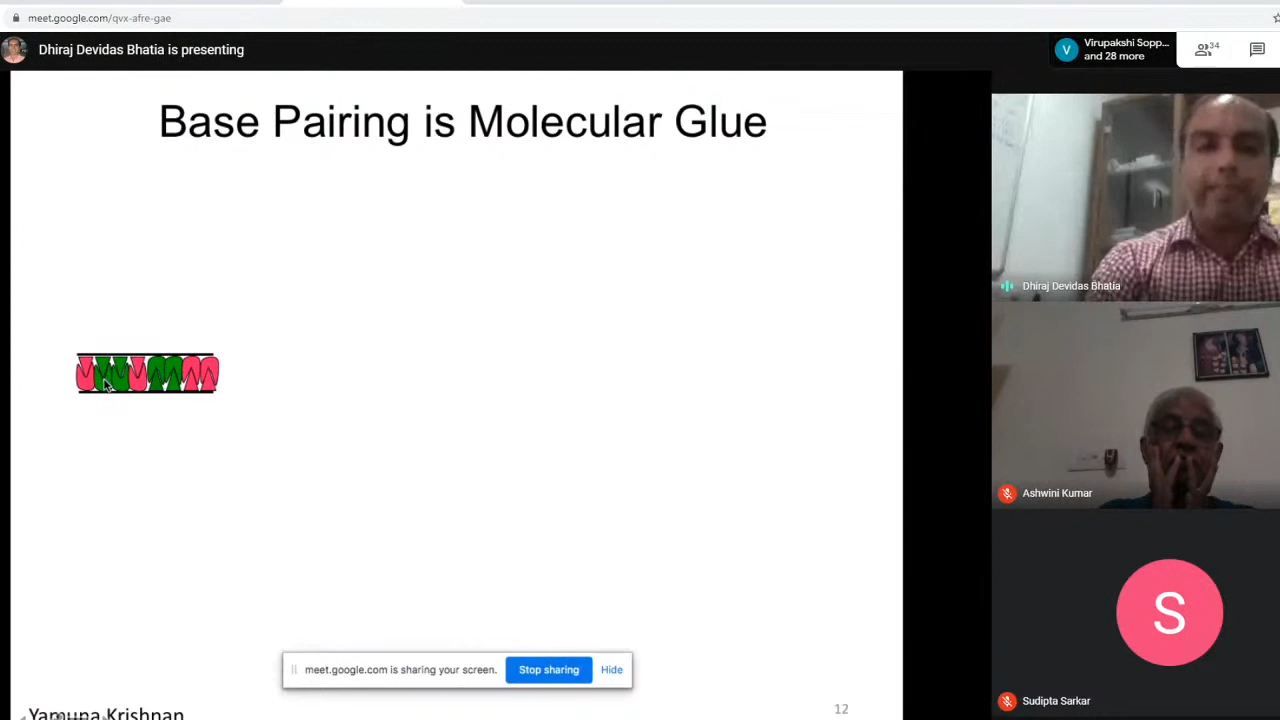 meet.google.com/qvx-afre-gae
Dhiraj Devidas Bhatia is presenting
V
Virupakshi Sopp...
and 28 more
34
Base Pairing is Molecular Glue
Dhiraj Devidas Bhatia
Ashwini Kumar
S
meet.google.com is sharing your screen.
Stop sharing
Hide
Sudipta Sarkar
Yamuna Krishnan
12